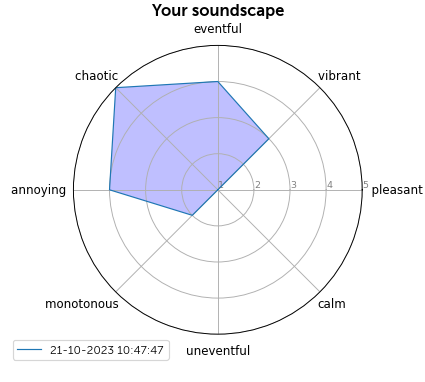 Your soundscape
eventful
chaotic
vibrant
annoying
1 2 3 4 5
pleasant
monotonous
calm
uneventful
21-10-2023 10:47:47